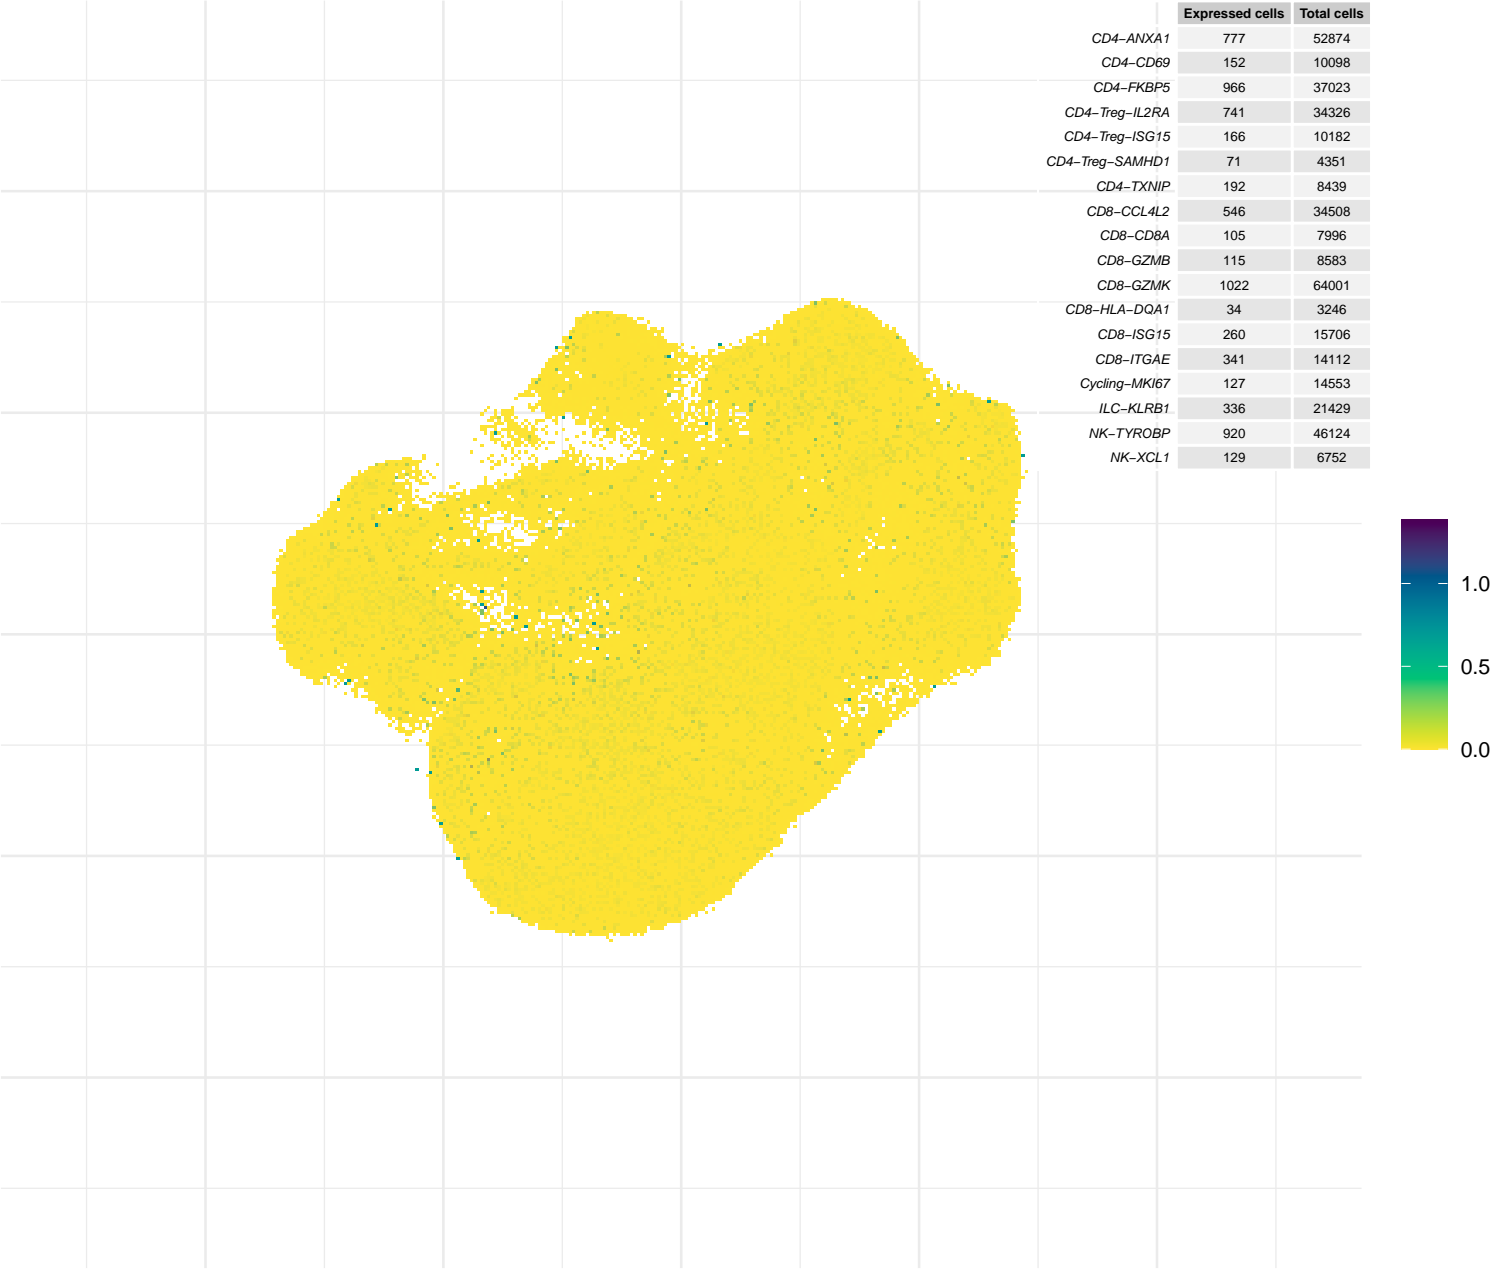 Expressed cells Total cells
CD4−ANXA1 777 52874
CD4−CD69 152 10098
CD4−FKBP5 966 37023
CD4−Treg−IL2RA 741 34326
CD4−Treg−ISG15 166 10182
CD4−Treg−SAMHD1 71 4351
CD4−TXNIP 192 8439
CD8−CCL4L2 546 34508
CD8−CD8A 105 7996
CD8−GZMB 115 8583
CD8−GZMK 1022 64001
CD8−HLA−DQA1 34 3246
CD8−ISG15 260 15706
CD8−ITGAE 341 14112
Cycling−MKI67 127 14553
ILC−KLRB1 336 21429
NK−TYROBP 920 46124
NK−XCL1 129 6752
1.0
0.5
0.0